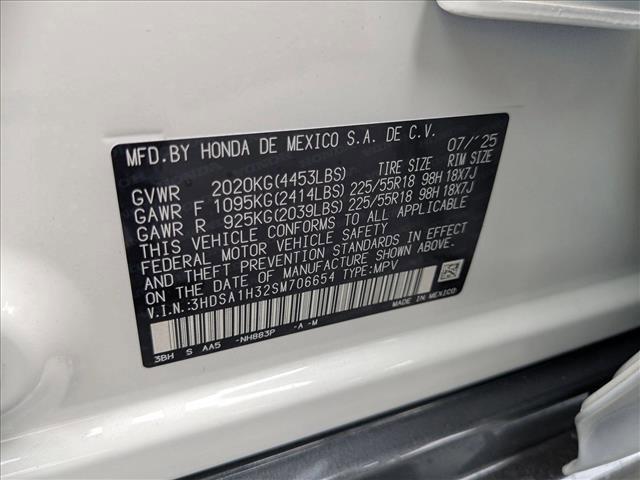 MFD.BY HONDA DE MEXICO S.A. DE C.V. 07/'25
GVWR 2020KG(4453LBS) TIRE SIZE RIM SIZE
GAWR F 1095KG(2414LBS) 225/55R18 98H 18X7J
GAWR R 925KG(2039LBS) 225/55R18 98H 18X7J
THIS VEHICLE CONFORMS TO ALL APPLICABLE
FEDERAL MOTOR VEHICLE SAFETY
STANDARDS IN EFFECT
ON THE DATE OF MANUFACTURE SHOWN ABOVE.
V.I.N.:3HDSA1H32SM706654 TYPE:MPV
MADE IN MEXICO
3BH S AA5 -NH883P -A -M